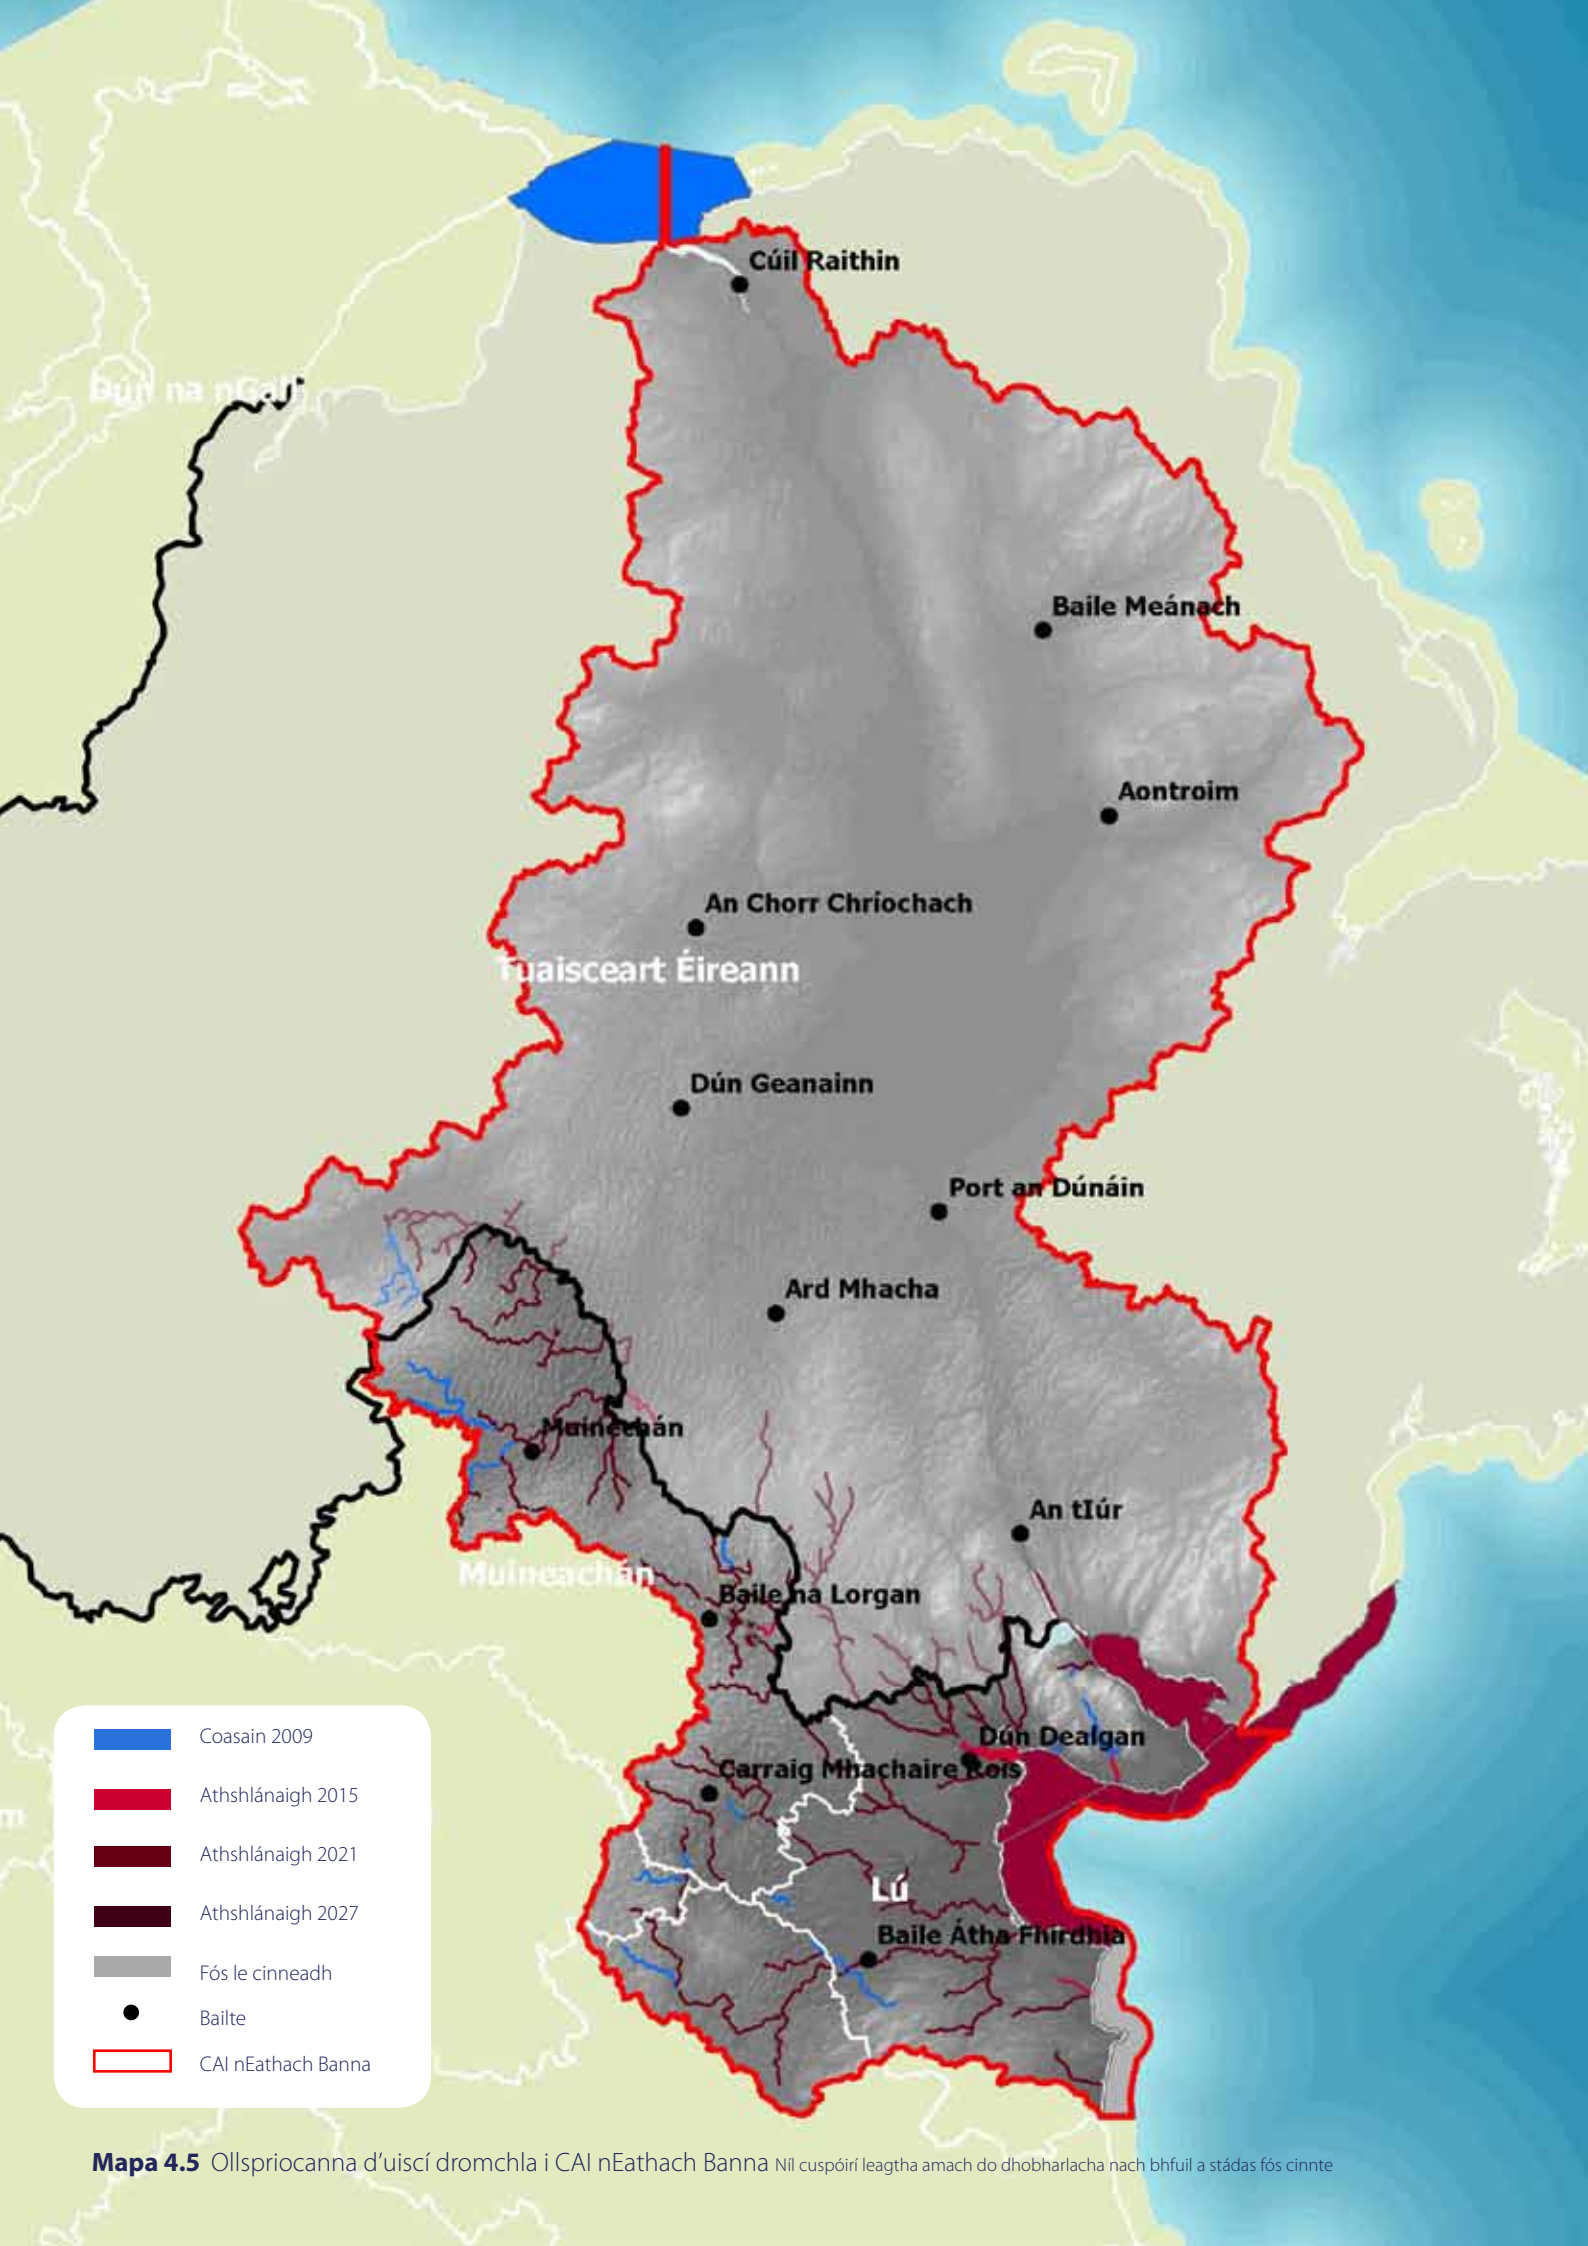 Cúil Raithin
Dún na nGall
Baile Meánach
Aontroim
An Chorr Chríochach
Tuaisceart Éireann
Dún Geanainn
Port an Dúnáin
Ard Mhacha
Muinechán
An tIúr
Muineachán
Baile na Lorgan
Dún Dealgan
Carraig Mhachaire Rois
Lú
Baile Átha Fhirdhia
m
Coasain 2009
Athshlánaigh 2015
Athshlánaigh 2021
Athshlánaigh 2027
Fós le cinneadh
Bailte
CAI nEathach Banna
Mapa 4.5 Ollspriocanna d’uiscí dromchla i CAI nEathach Banna Níl cuspóirí leagtha amach do dhobharlacha nach bhfuil a stádas fós cinnte